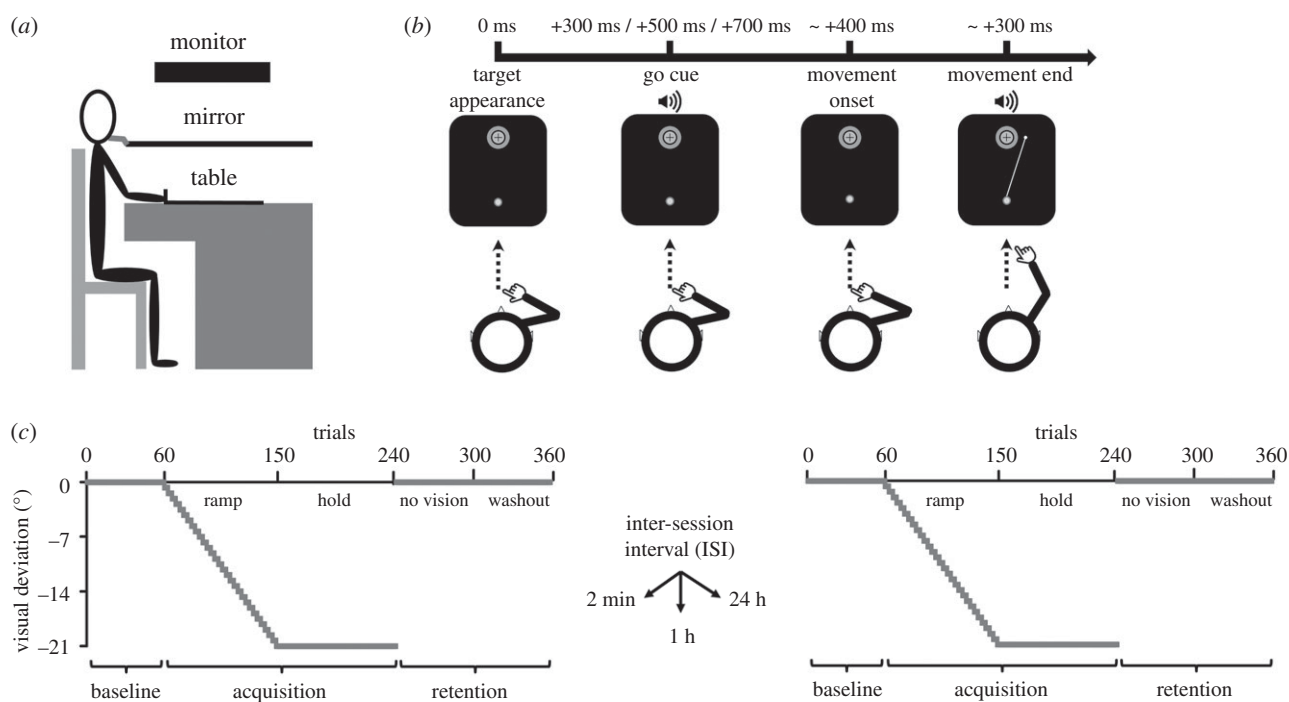 (a)
monitor
mirror
table
(b)
0 ms +300 ms / +500 ms / +700 ms ~ +400 ms ~ +300 ms
target appearance
go cue
movement onset
movement end
(c)
trials
0 60 150 240 300 360
0
−7
−14
−21
visual deviation (°)
ramp hold no vision washout
baseline acquisition retention
inter-session
interval (ISI)
2 min 24 h
1 h
trials
0 60 150 240 300 360
ramp hold no vision washout
baseline acquisition retention